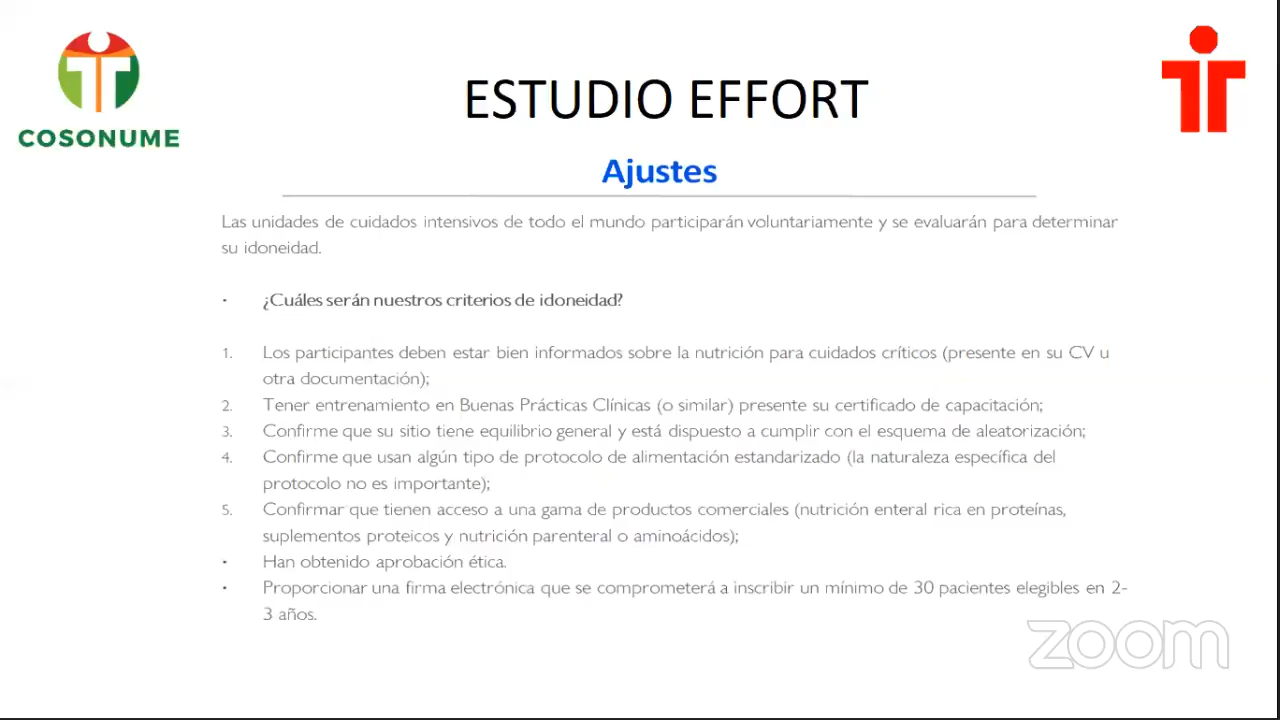 COSONUME
ESTUDIO EFFORT
Ajustes
Las unidades de cuidados intensivos de todo el mundo participarán voluntariamente y se evaluarán para determinar
su idoneidad.
• ¿Cuáles serán nuestros criterios de idoneidad?
1. Los participantes deben estar bien informados sobre la nutrición para cuidados críticos (presente en su CV u
otra documentación);
2. Tener entrenamiento en Buenas Prácticas Clínicas (o similar) presente su certificado de capacitación;
3. Confirme que su sitio tiene equilibrio general y está dispuesto a cumplir con el esquema de aleatorización;
4. Confirme que usan algún tipo de protocolo de alimentación estandarizado (la naturaleza específica del
protocolo no es importante);
5. Confirmar que tienen acceso a una gama de productos comerciales (nutrición enteral rica en proteínas,
suplementos proteicos y nutrición parenteral o aminoácidos);
• Han obtenido aprobación ética.
• Proporcionar una firma electrónica que se comprometerá a inscribir un mínimo de 30 pacientes elegibles en 2-
3 años.
zoom